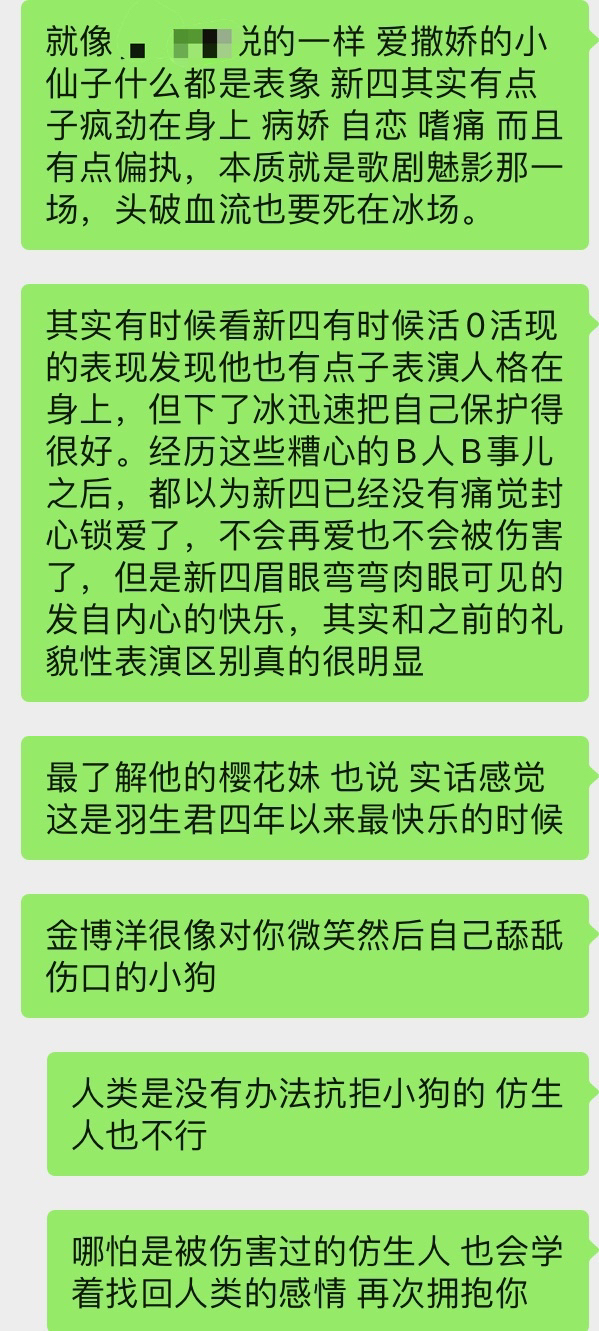 就像 说的一样 爱撒娇的小
仙子什么都是表象 新四其实有点
子疯劲在身上 病娇 自恋 嗜痛 而且
有点偏执，本质就是歌剧魅影那一
场，头破血流也要死在冰场。
其实有时候看新四有时候活0活现
的表现发现他也有点子表演人格在
身上，但下了冰迅速把自己保护得
很好。经历这些糟心的B人B事儿
之后，都以为新四已经没有痛觉封
心锁爱了，不会再爱也不会被伤害
了，但是新四眉眼弯弯肉眼可见的
发自内心的快乐，其实和之前的礼
貌性表演区别真的很明显
最了解他的樱花妹 也说 实话感觉
这是羽生君四年以来最快乐的时候
金博洋很像对你微笑然后自己舔舐
伤口的小狗
人类是没有办法抗拒小狗的 仿生
人也不行
哪怕是被伤害过的仿生人 也会学
着找回人类的感情 再次拥抱你